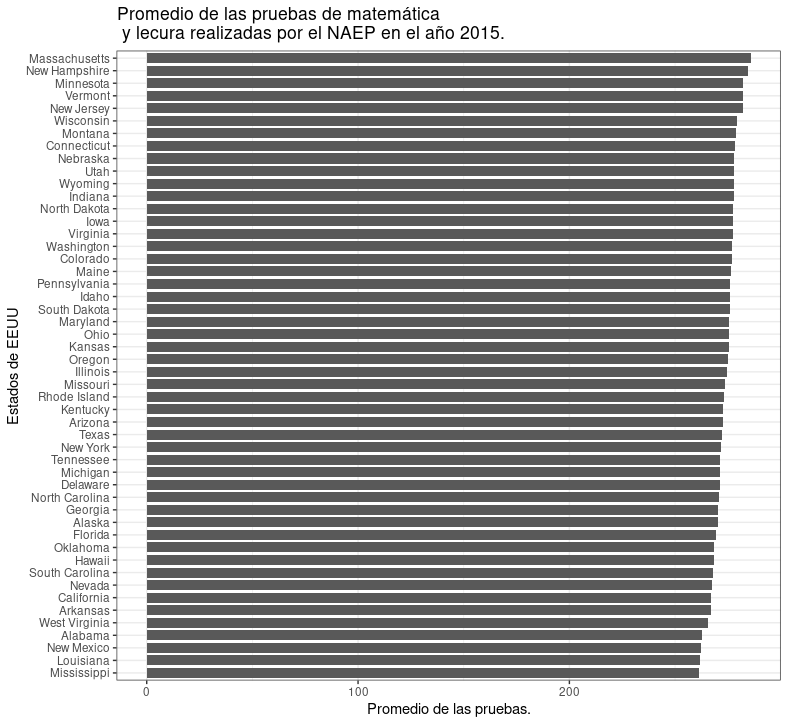 Promedio de las pruebas de matemática
y lecura realizadas por el NAEP en el año 2015.
Estados de EEUU
Massachusetts
New Hampshire
Minnesota
Vermont
New Jersey
Wisconsin
Montana
Connecticut
Nebraska
Utah
Wyoming
Indiana
North Dakota
Iowa
Virginia
Washington
Colorado
Maine
Pennsylvania
Idaho
South Dakota
Maryland
Ohio
Kansas
Oregon
Illinois
Missouri
Rhode Island
Kentucky
Arizona
Texas
New York
Tennessee
Michigan
Delaware
North Carolina
Georgia
Alaska
Florida
Oklahoma
Hawaii
South Carolina
Nevada
California
Arkansas
West Virginia
Alabama
New Mexico
Louisiana
Mississippi
0 100 200
Promedio de las pruebas.